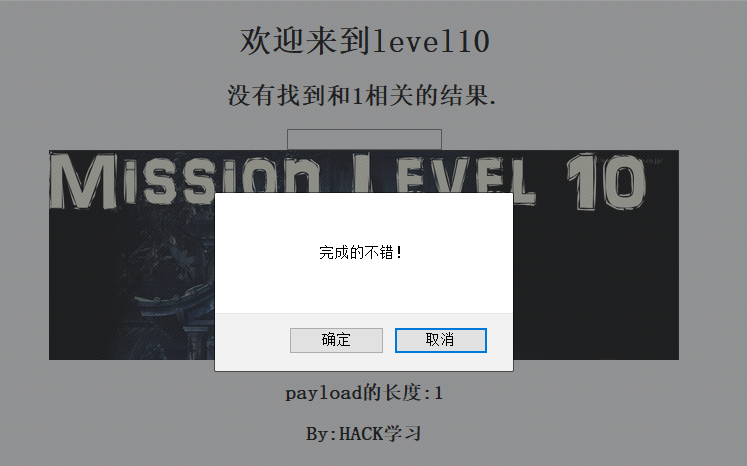 欢迎来到level10
没有找到和1相关的结果.
MISSION LEVEL 10
完成的不错！
确定
取消
payload的长度:1
By:HACK学习